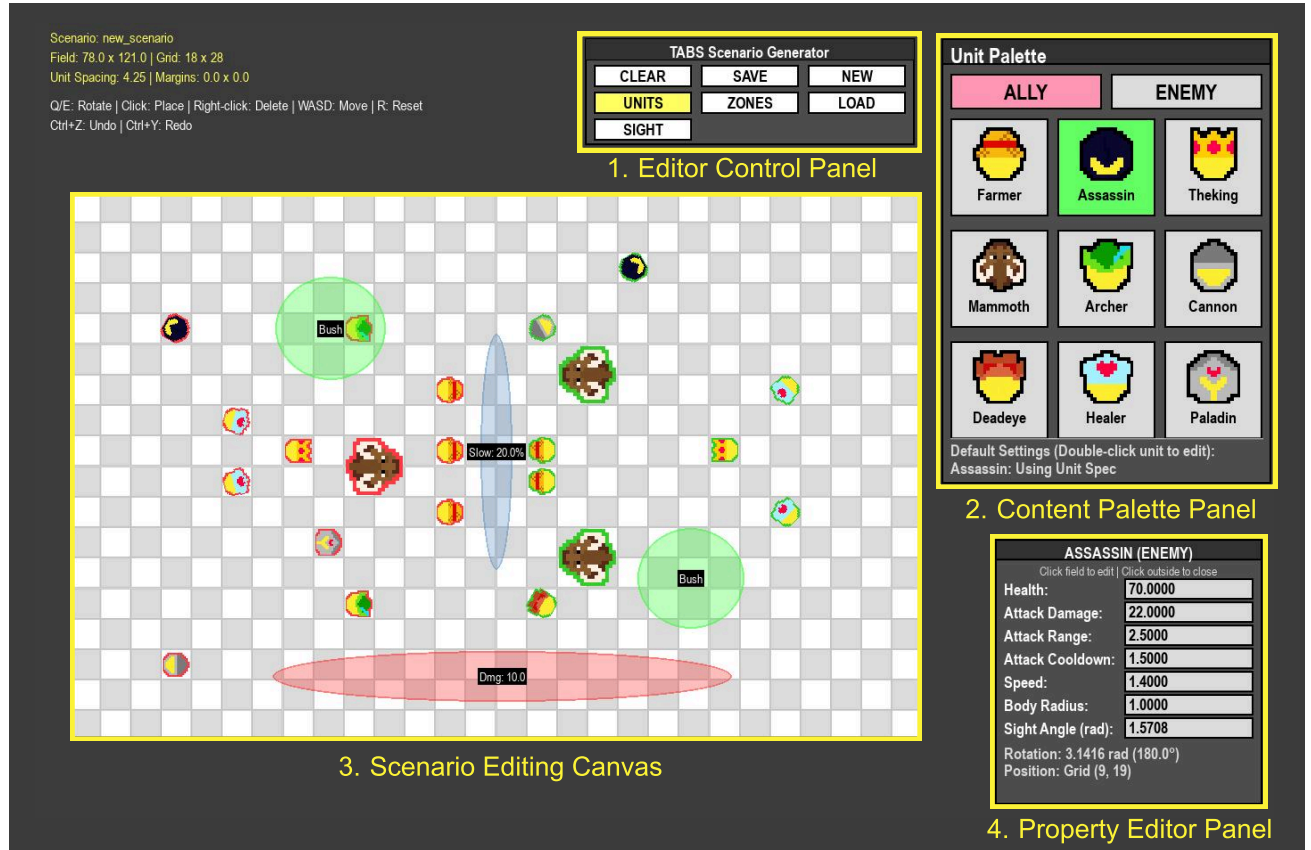 Scenario: new_scenario
Field: 78.0 x 121.0 | Grid: 18 x 28
Unit Spacing: 4.25 | Margins: 0.0 x 0.0
Q/E: Rotate | Click: Place | Right-click: Delete | WASD: Move | R: Reset
Ctrl+Z: Undo | Ctrl+Y: Redo
TABS Scenario Generator
CLEAR SAVE NEW
UNITS ZONES LOAD
SIGHT
1. Editor Control Panel
Unit Palette
ALLY ENEMY
Farmer Assassin Theking
Mammoth Archer Cannon
Deadeye Healer Paladin
Default Settings (Double-click unit to edit):
Assassin: Using Unit Spec
2. Content Palette Panel
Bush
Slow: 20.0%
Bush
Dmg: 10.0
3. Scenario Editing Canvas
ASSASSIN (ENEMY)
Click field to edit | Click outside to close
Health: 70.0000
Attack Damage: 22.0000
Attack Range: 2.5000
Attack Cooldown: 1.5000
Speed: 1.4000
Body Radius: 1.0000
Sight Angle (rad): 1.5708
Rotation: 3.1416 rad (180.0°)
Position: Grid (9, 19)
4. Property Editor Panel